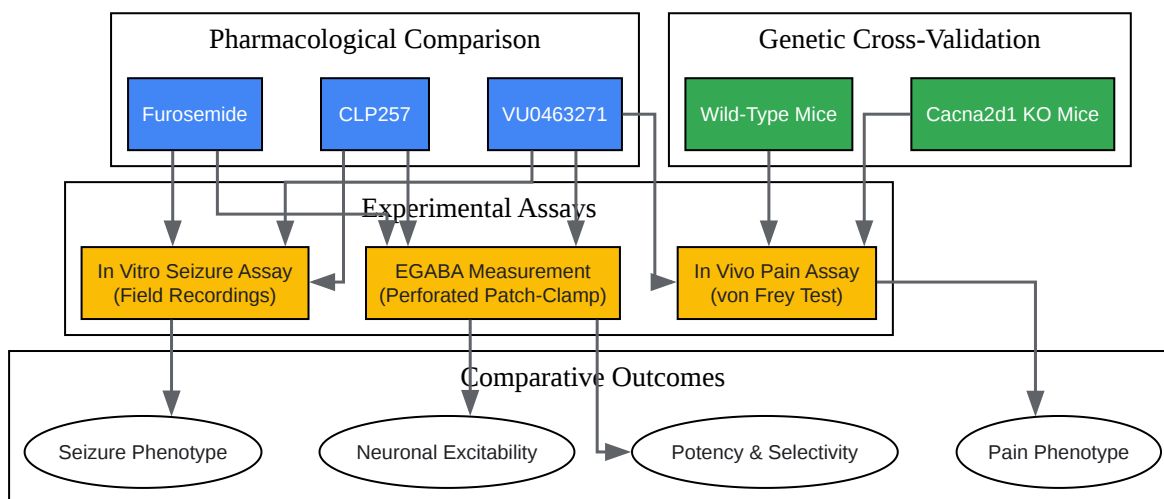 Pharmacological Comparison
Genetic Cross-Validation
Furosemide
CLP257
VU0463271
Wild-Type Mice
Cacna2d1 KO Mice
Experimental Assays
In Vitro Seizure Assay
(Field Recordings)
EGABA Measurement
(Perforated Patch-Clamp)
In Vivo Pain Assay
(von Frey Test)
Comparative Outcomes
Seizure Phenotype
Neuronal Excitability
Potency & Selectivity
Pain Phenotype